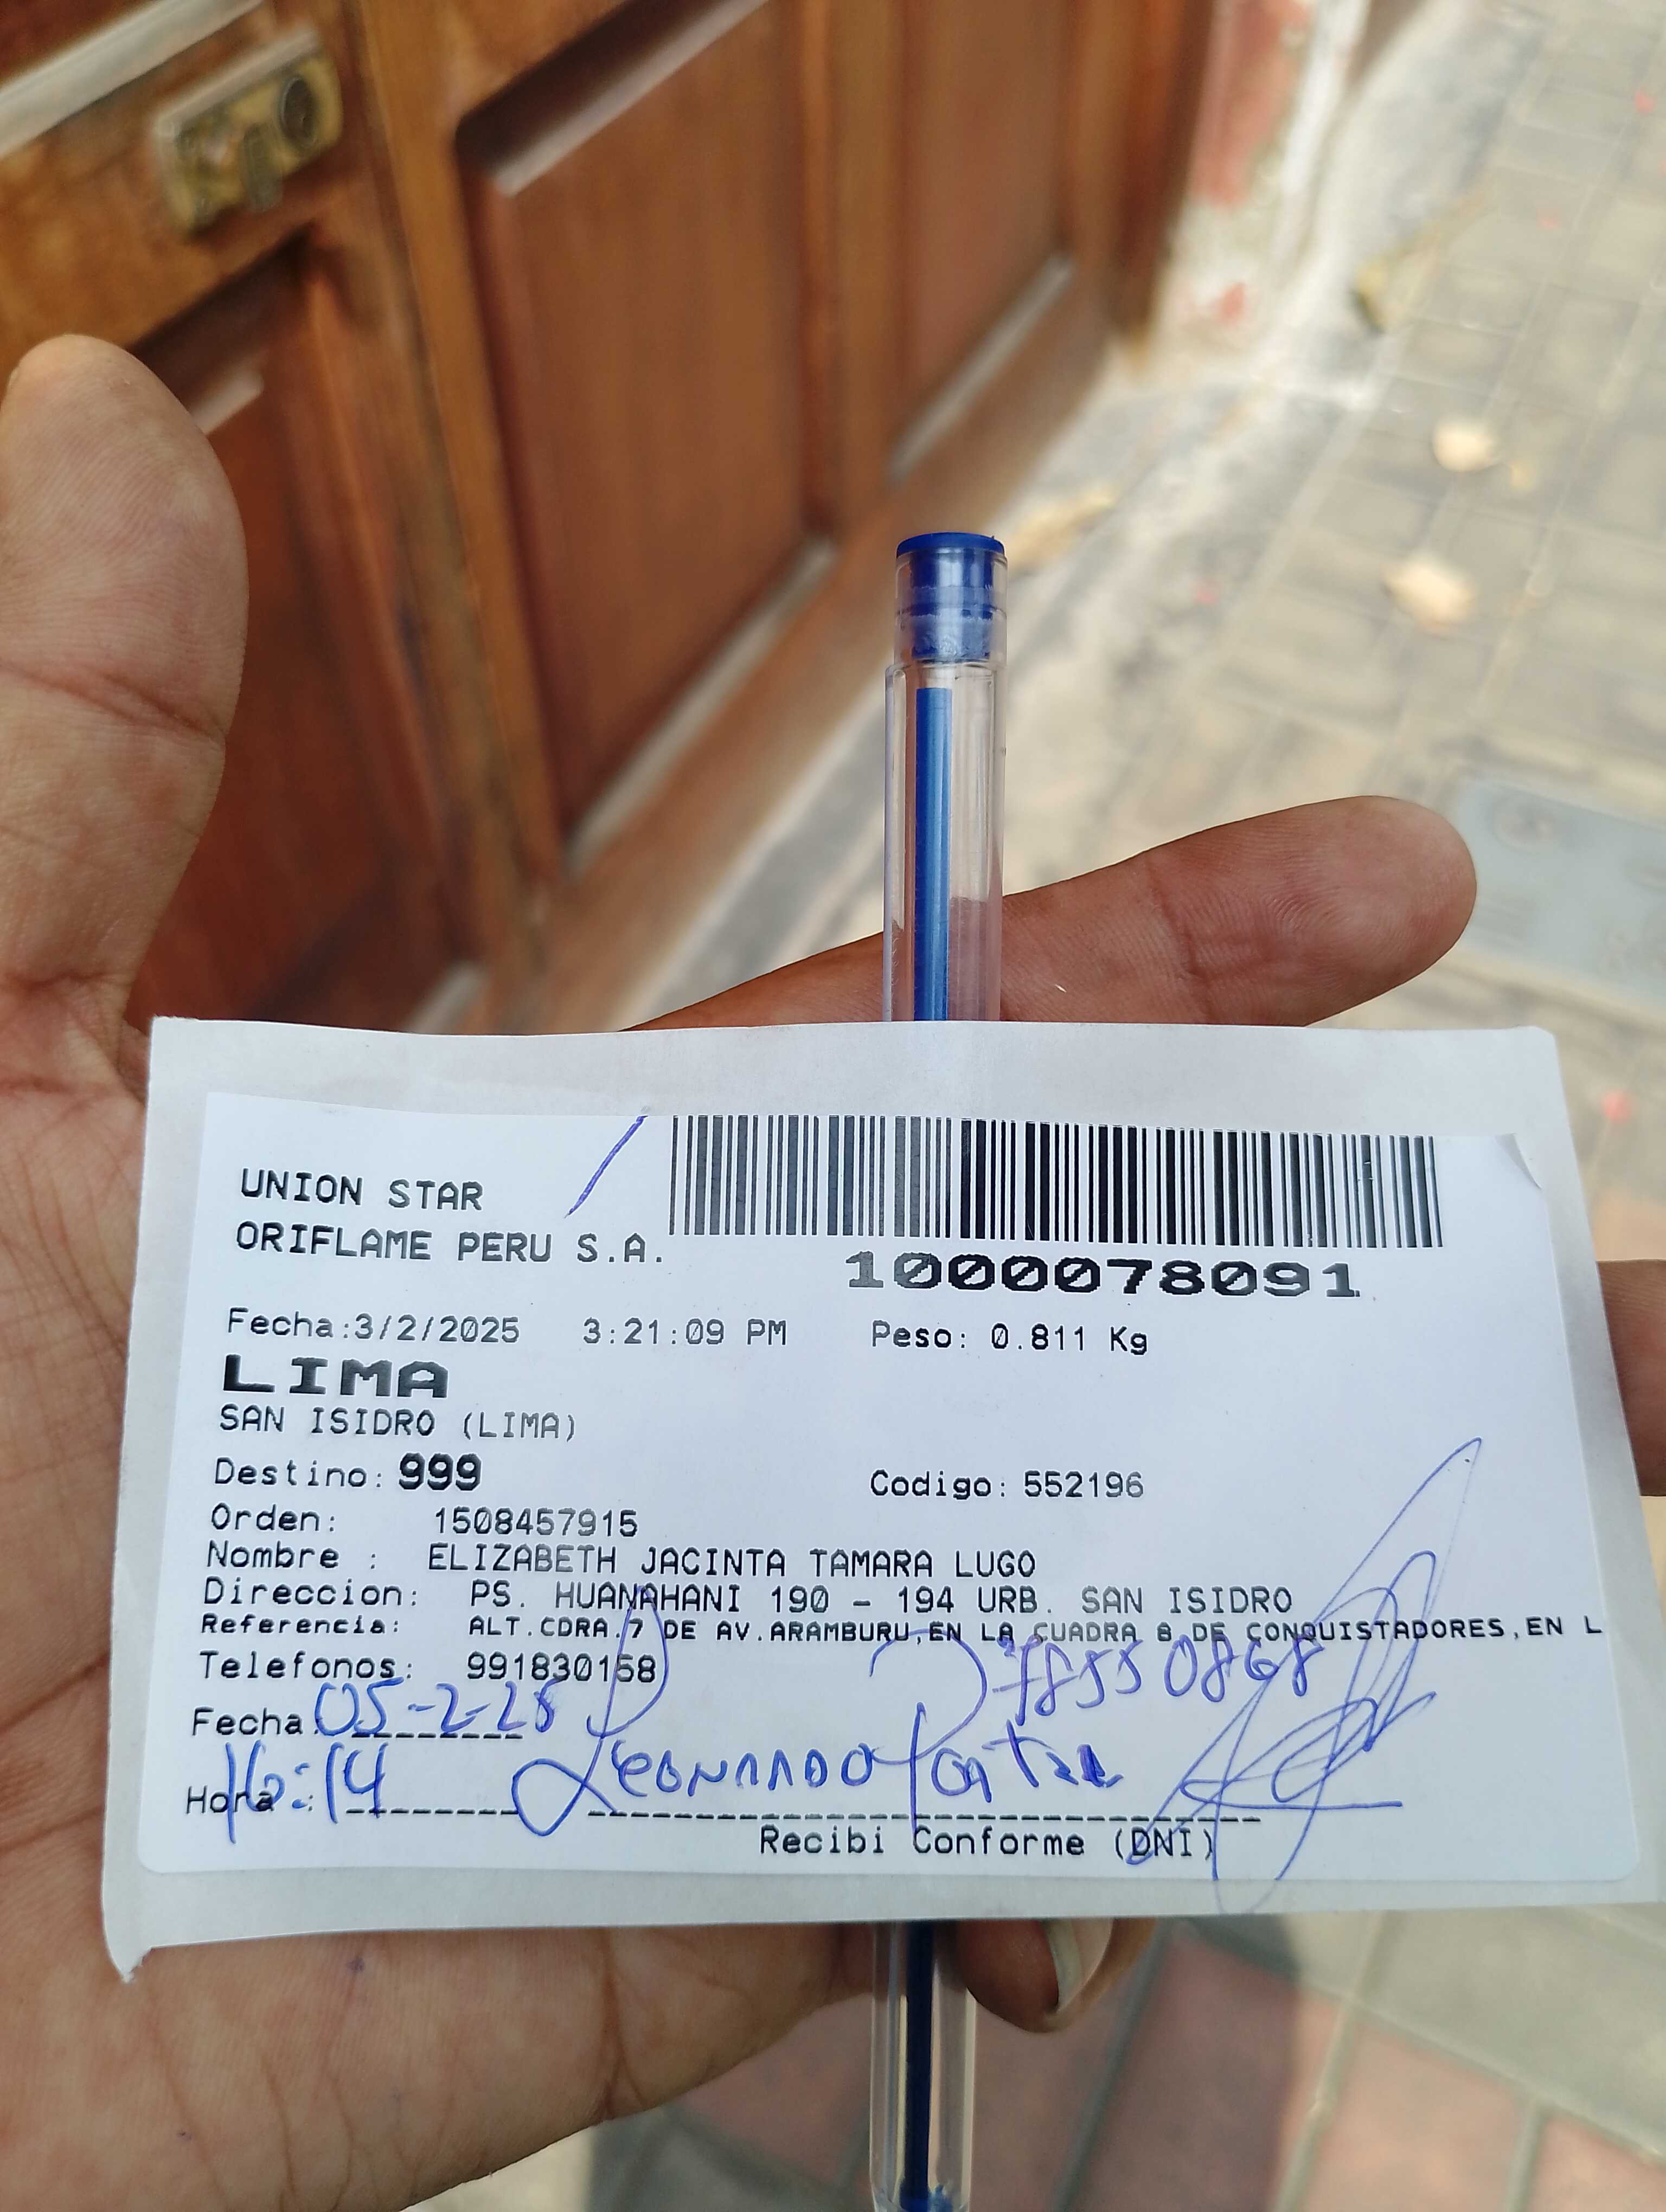 UNION STAR
ORIFLAME PERU S.A.
1000078091
Fecha:3/2/2025 3:21:09 PM Peso: 0.811 Kg
LIMA
SAN ISIDRO (LIMA)
Destino: 999 Codigo: 552196
Orden: 1508457915
Nombre : ELIZABETH JACINTA TAMARA LUGO
Direccion: PS. HUANAHANI 190 - 194 URB. SAN ISIDRO
Referencia: ALT.CDRA.7 DE AV.ARAMBURU,EN LA CUADRA 8 DE CONQUISTADORES,EN L
Telefonos: 991830158
Fecha: 05-2-25
Hora : 16:14 Leonardo
Recibi Conforme (DNI)